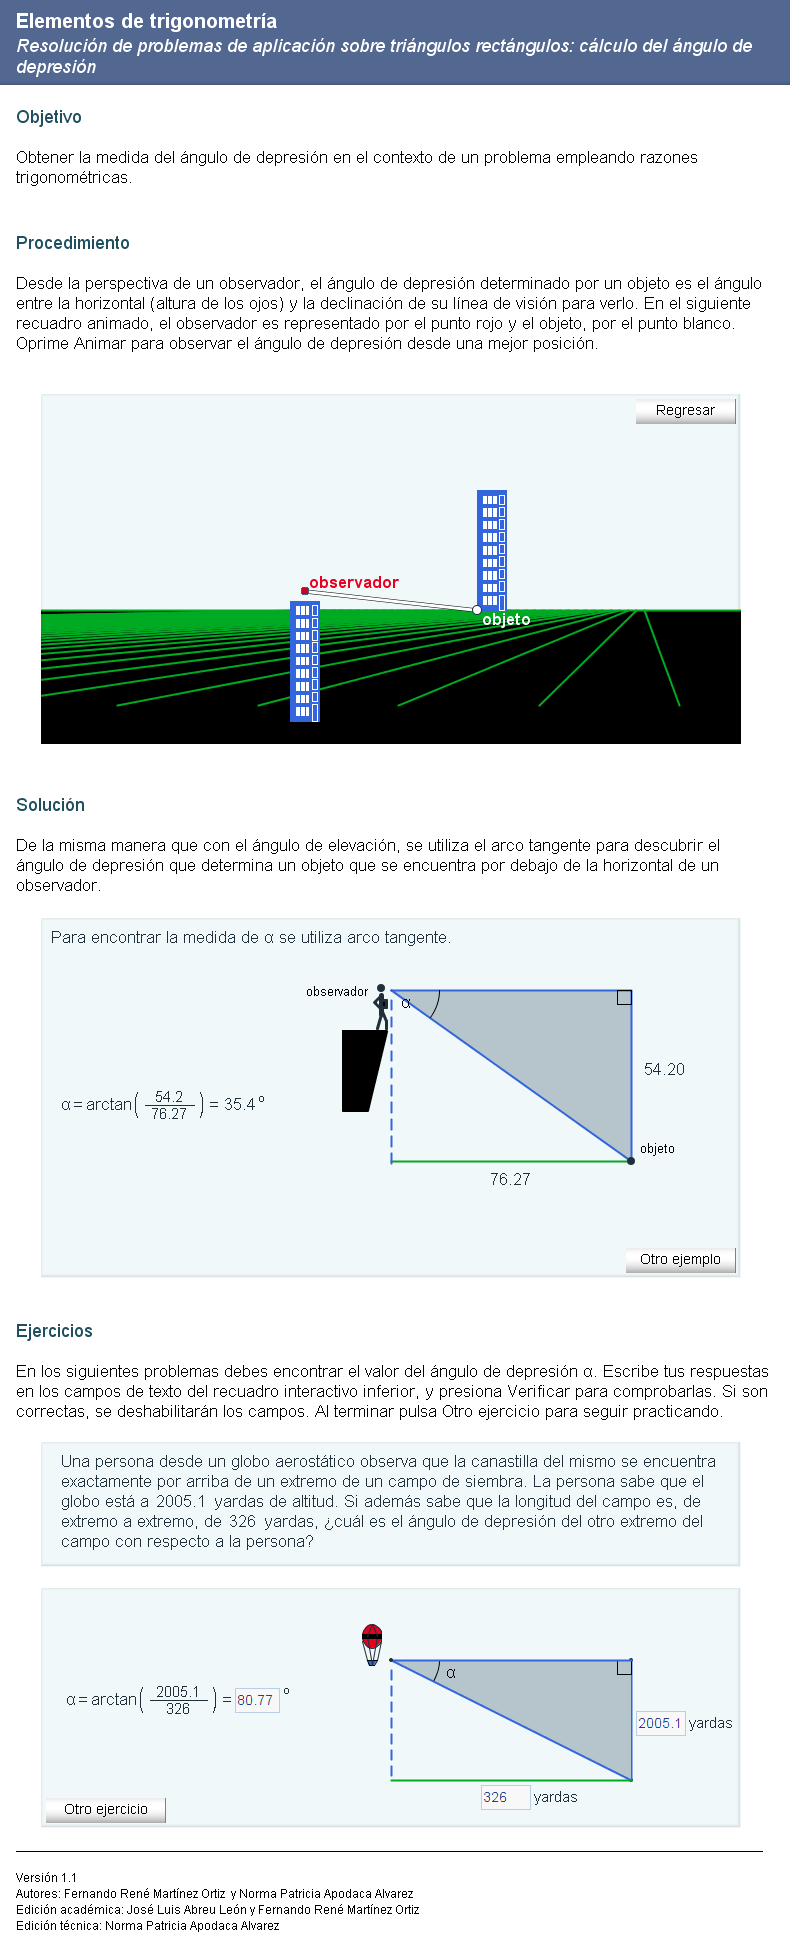 Elementos de trigonometría
Resolución de problemas de aplicación sobre triángulos rectángulos: cálculo del ángulo de
depresión
Objetivo
Obtener la medida del ángulo de depresión en el contexto de un problema empleando razones
trigonométricas.
Procedimiento
Desde la perspectiva de un observador, el ángulo de depresión determinado por un objeto es el ángulo
entre la horizontal (altura de los ojos) y la declinación de su línea de visión para verlo. En el siguiente
recuadro animado, el observador es representado por el punto rojo y el objeto, por el punto blanco.
Oprime Animar para observar el ángulo de depresión desde una mejor posición.
Regresar
observador
objeto
Solución
De la misma manera que con el ángulo de elevación, se utiliza el arco tangente para descubrir el
ángulo de depresión que determina un objeto que se encuentra por debajo de la horizontal de un
observador.
Para encontrar la medida de α se utiliza arco tangente.
observador
α
54.20
α = arctan( 54.2 / 76.27 ) = 35.4 º
objeto
76.27
Otro ejemplo
Ejercicios
En los siguientes problemas debes encontrar el valor del ángulo de depresión α. Escribe tus respuestas
en los campos de texto del recuadro interactivo inferior, y presiona Verificar para comprobarlas. Si son
correctas, se deshabilitarán los campos. Al terminar pulsa Otro ejercicio para seguir practicando.
Una persona desde un globo aerostático observa que la canastilla del mismo se encuentra
exactamente por arriba de un extremo de un campo de siembra. La persona sabe que el
globo está a 2005.1 yardas de altitud. Si además sabe que la longitud del campo es, de
extremo a extremo, de 326 yardas, ¿cuál es el ángulo de depresión del otro extremo del
campo con respecto a la persona?
α
α = arctan( 2005.1 / 326 ) = 80.77 º
2005.1 yardas
326 yardas
Otro ejercicio
Versión 1.1
Autores: Fernando René Martínez Ortiz y Norma Patricia Apodaca Alvarez
Edición académica: José Luis Abreu León y Fernando René Martínez Ortiz
Edición técnica: Norma Patricia Apodaca Alvarez